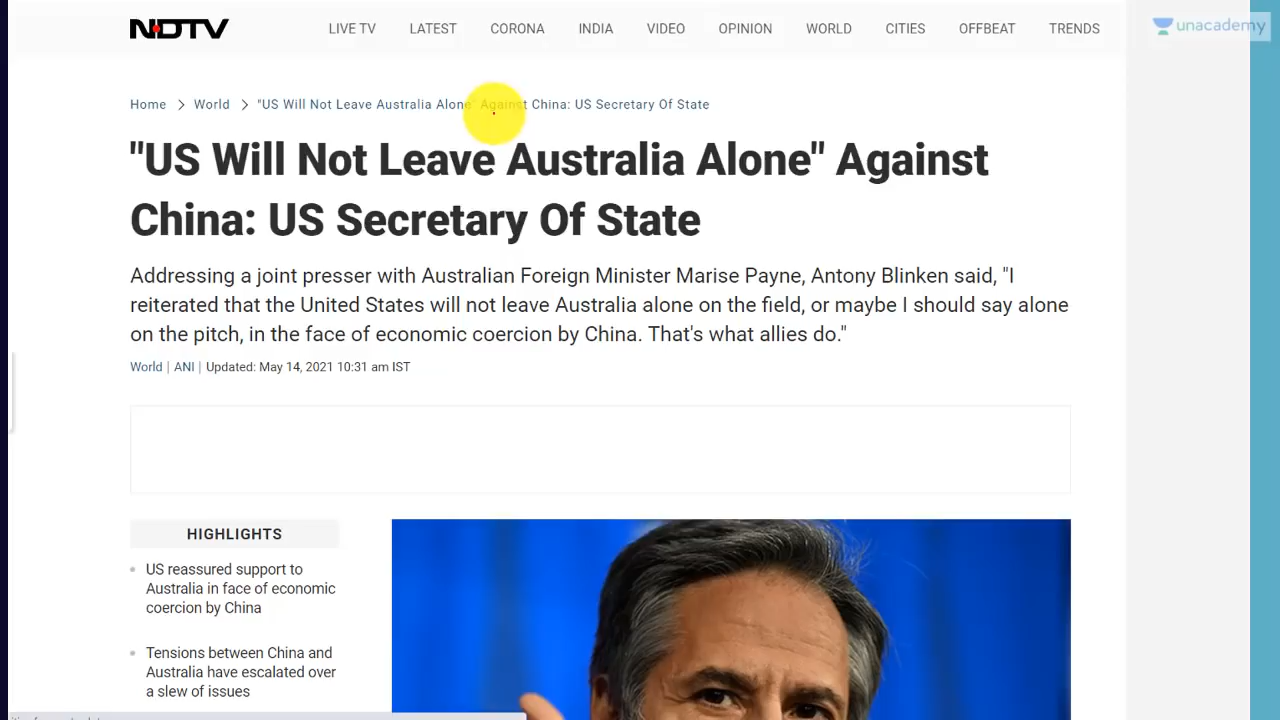 NDTV
LIVE TV LATEST CORONA INDIA VIDEO OPINION WORLD CITIES OFFBEAT TRENDS
unacademy
Home > World > "US Will Not Leave Australia Alone" Against China: US Secretary Of State
"US Will Not Leave Australia Alone" Against
China: US Secretary Of State
Addressing a joint presser with Australian Foreign Minister Marise Payne, Antony Blinken said, "I
reiterated that the United States will not leave Australia alone on the field, or maybe I should say alone
on the pitch, in the face of economic coercion by China. That's what allies do."
World | ANI | Updated: May 14, 2021 10:31 am IST
HIGHLIGHTS
US reassured support to
Australia in face of economic
coercion by China
Tensions between China and
Australia have escalated over
a slew of issues